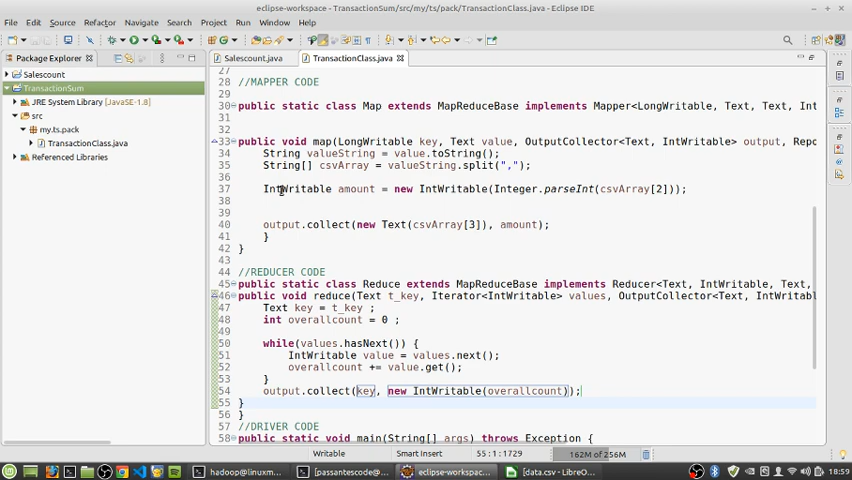 eclipse-workspace - TransactionSum/src/my/ts/pack/TransactionClass.java - Eclipse IDE
File Edit Source Refactor Navigate Search Project Run Window Help
Package Explorer
Salescount.java TransactionClass.java
Salescount
TransactionSum
JRE System Library [JavaSE-1.8]
src
my.ts.pack
TransactionClass.java
Referenced Libraries
27
28 //MAPPER CODE
29
30 public static class Map extends MapReduceBase implements Mapper<LongWritable, Text, Text, Int
31
32
33 public void map(LongWritable key, Text value, OutputCollector<Text, IntWritable> output, Repo
34 String valueString = value.toString();
35 String[] csvArray = valueString.split(",");
36
37 IntWritable amount = new IntWritable(Integer.parseInt(csvArray[2]));
38
39
40 output.collect(new Text(csvArray[3]), amount);
41 }
42 }
43
44 //REDUCER CODE
45 public static class Reduce extends MapReduceBase implements Reducer<Text, IntWritable, Text,
46 public void reduce(Text t_key, Iterator<IntWritable> values, OutputCollector<Text, IntWritabl
47 Text key = t_key ;
48 int overallcount = 0 ;
49
50 while(values.hasNext()) {
51 IntWritable value = values.next();
52 overallcount += value.get();
53 }
54 output.collect(key, new IntWritable(overallcount));
55 }
56 }
57 //DRIVER CODE
58 public static void main(String[] args) throws Exception {
Writable Smart Insert 55 : 1 : 1729 162M of 256M
hadoop@linuxm... [passantescode@... eclipse-workspac... [data.csv - LibreO... 18:59